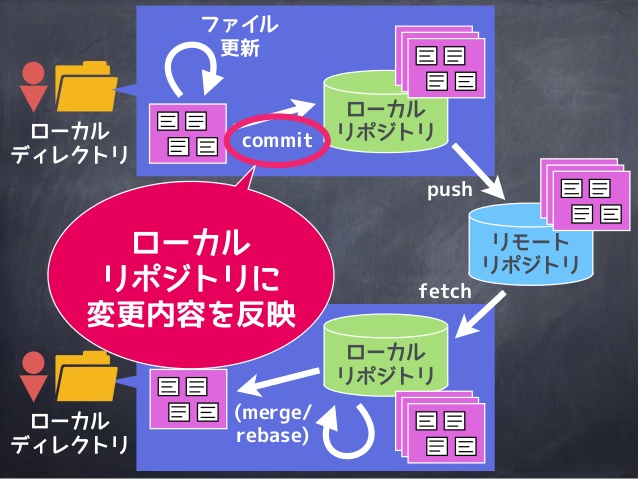 ファイル
更新
ローカル
ディレクトリ
commit
ローカル
リポジトリ
push
リモート
リポジトリ
fetch
ローカル
リポジトリに
変更内容を反映
ローカル
リポジトリ
(merge/
rebase)
ローカル
ディレクトリ